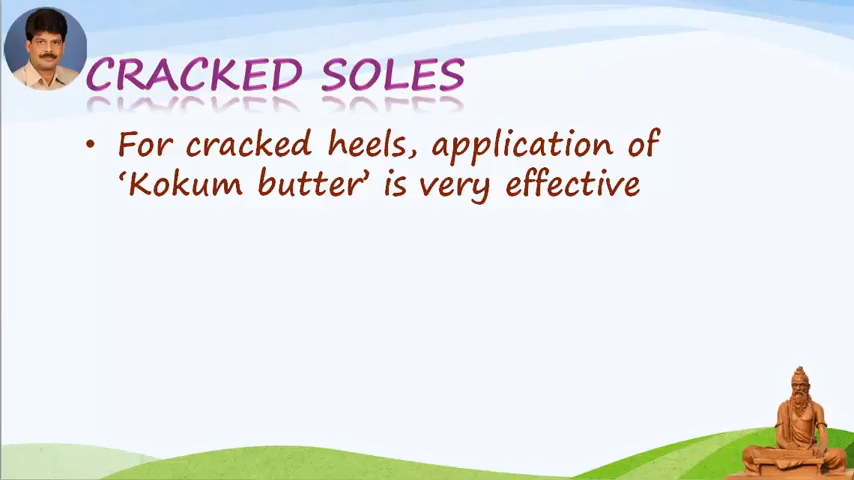 CRACKED SOLES
• For cracked heels, application of
‘Kokum butter’ is very effective